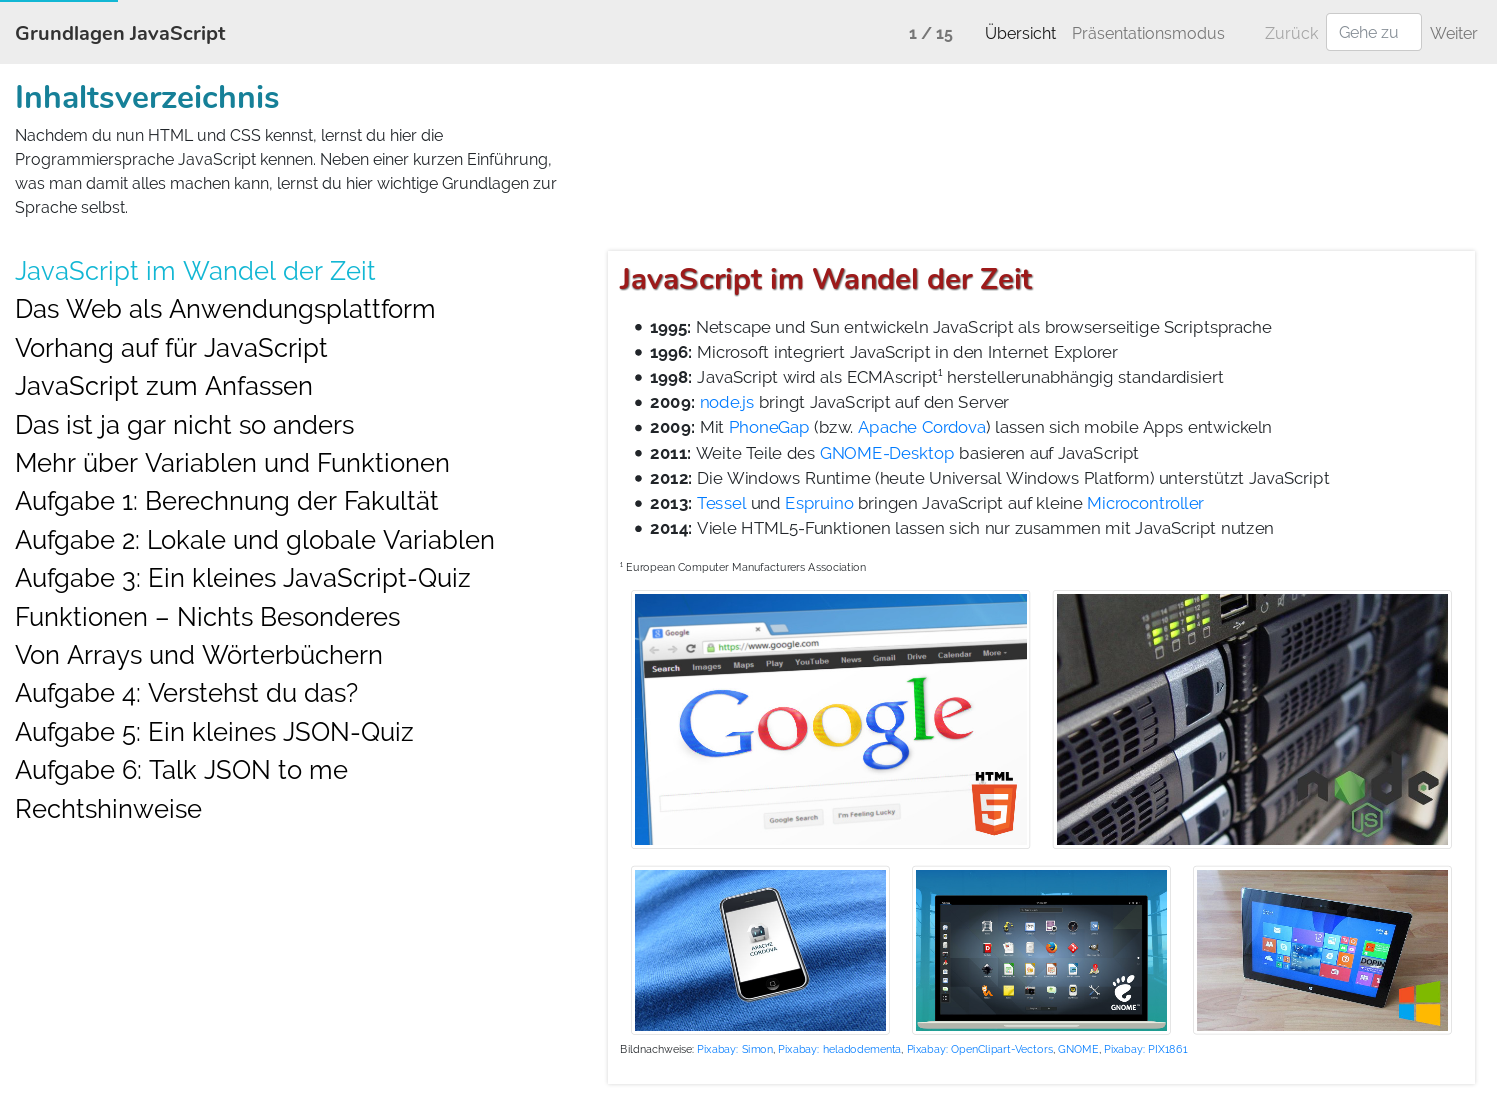 Grundlagen JavaScript
1 / 15
Übersicht
Präsentationsmodus
Zurück
Gehe zu
Weiter
Inhaltsverzeichnis
Nachdem du nun HTML und CSS kennst, lernst du hier die
Programmiersprache JavaScript kennen. Neben einer kurzen Einführung,
was man damit alles machen kann, lernst du hier wichtige Grundlagen zur
Sprache selbst.
JavaScript im Wandel der Zeit
Das Web als Anwendungsplattform
Vorhang auf für JavaScript
JavaScript zum Anfassen
Das ist ja gar nicht so anders
Mehr über Variablen und Funktionen
Aufgabe 1: Berechnung der Fakultät
Aufgabe 2: Lokale und globale Variablen
Aufgabe 3: Ein kleines JavaScript-Quiz
Funktionen – Nichts Besonderes
Von Arrays und Wörterbüchern
Aufgabe 4: Verstehst du das?
Aufgabe 5: Ein kleines JSON-Quiz
Aufgabe 6: Talk JSON to me
Rechtshinweise
JavaScript im Wandel der Zeit
• 1995: Netscape und Sun entwickeln JavaScript als browserseitige Scriptsprache
• 1996: Microsoft integriert JavaScript in den Internet Explorer
• 1998: JavaScript wird als ECMAscript¹ herstellerunabhängig standardisiert
• 2009: node.js bringt JavaScript auf den Server
• 2009: Mit PhoneGap (bzw. Apache Cordova) lassen sich mobile Apps entwickeln
• 2011: Weite Teile des GNOME-Desktop basieren auf JavaScript
• 2012: Die Windows Runtime (heute Universal Windows Platform) unterstützt JavaScript
• 2013: Tessel und Espruino bringen JavaScript auf kleine Microcontroller
• 2014: Viele HTML5-Funktionen lassen sich nur zusammen mit JavaScript nutzen
¹ European Computer Manufacturers Association
Google
https://www.google.com
Search Images Maps Play YouTube News Gmail Drive Calendar More
Google
Google Search
I'm Feeling Lucky
HTML
5
node
JS
APACHE
CORDOVA
GNOME™
Bildnachweise: Pixabay: Simon, Pixabay: heladodementa, Pixabay: OpenClipart-Vectors, GNOME, Pixabay: PIX1861